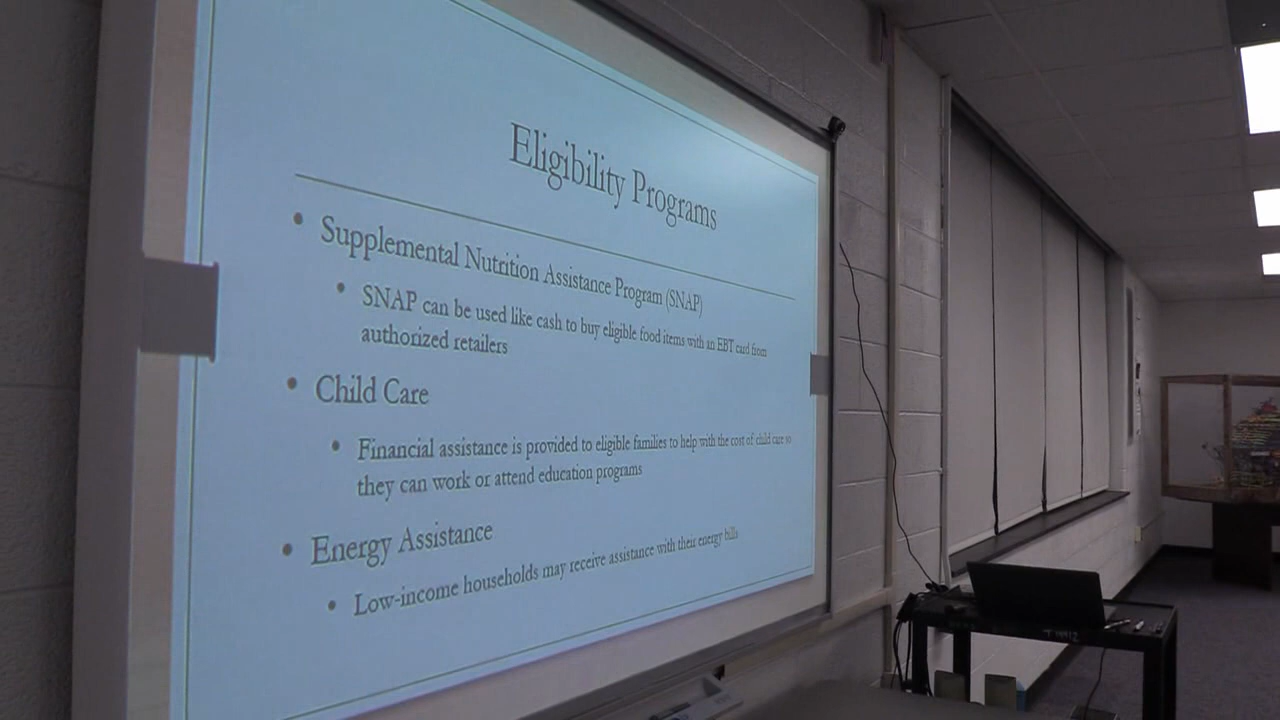 Eligibility Programs
• Supplemental Nutrition Assistance Program (SNAP)
• SNAP can be used like cash to buy eligible food items with an EBT card from
authorized retailers
• Child Care
• Financial assistance is provided to eligible families to help with the cost of child care so
they can work or attend education programs
• Energy Assistance
• Low-income households may receive assistance with their energy bills